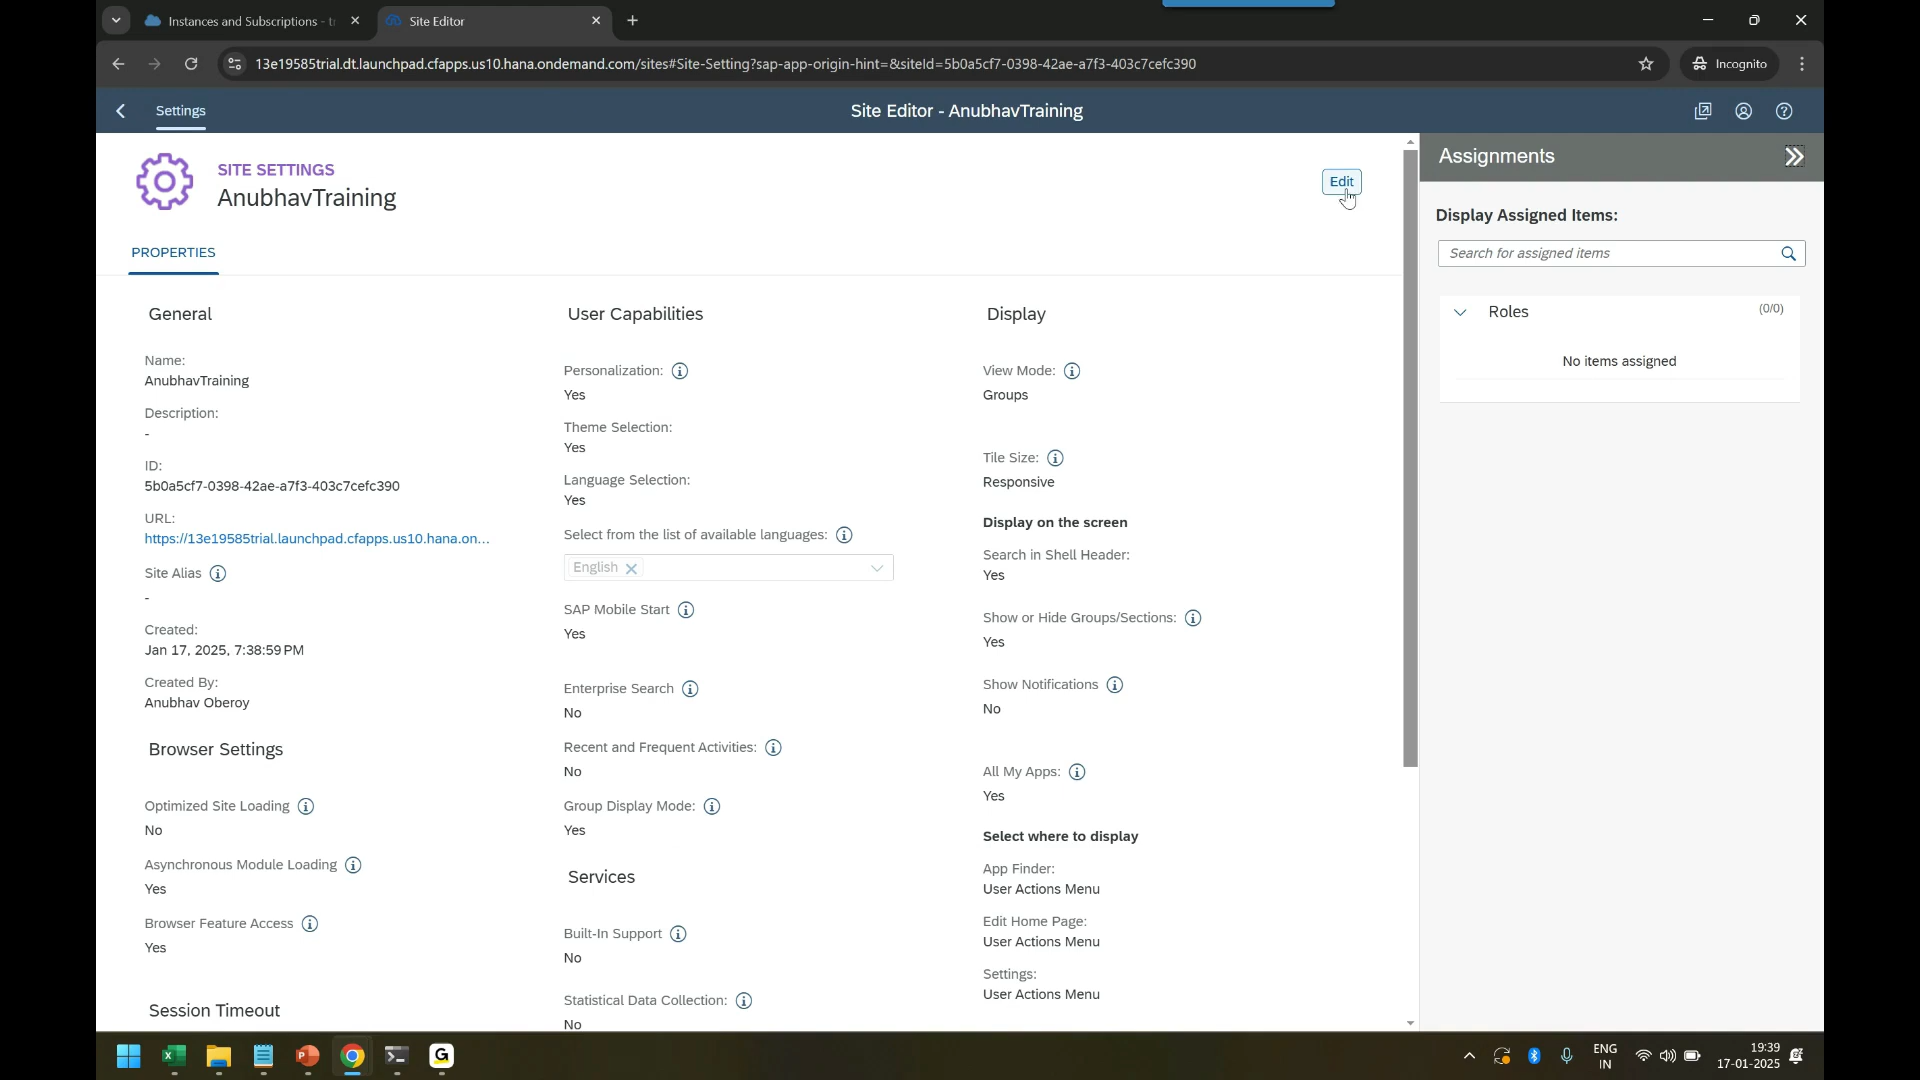 Instances and Subscriptions - tr
Site Editor
13e19585trial.dt.launchpad.cfapps.us10.hana.ondemand.com/sites#Site-Setting?sap-app-origin-hint=&siteId=5b0a5cf7-0398-42ae-a7f3-403c7cefc390
Incognito
Settings
Site Editor - AnubhavTraining
SITE SETTINGS
AnubhavTraining
Edit
PROPERTIES
General
Name:
AnubhavTraining
Description:
-
ID:
5b0a5cf7-0398-42ae-a7f3-403c7cefc390
URL:
https://13e19585trial.launchpad.cfapps.us10.hana.on...
Site Alias
-
Created:
Jan 17, 2025, 7:38:59 PM
Created By:
Anubhav Oberoy
Browser Settings
Optimized Site Loading
No
Asynchronous Module Loading
Yes
Browser Feature Access
Yes
Session Timeout
User Capabilities
Personalization:
Yes
Theme Selection:
Yes
Language Selection:
Yes
Select from the list of available languages:
English
SAP Mobile Start
Yes
Enterprise Search
No
Recent and Frequent Activities:
No
Group Display Mode:
Yes
Services
Built-In Support
No
Statistical Data Collection:
No
Display
View Mode:
Groups
Tile Size:
Responsive
Display on the screen
Search in Shell Header:
Yes
Show or Hide Groups/Sections:
Yes
Show Notifications
No
All My Apps:
Yes
Select where to display
App Finder:
User Actions Menu
Edit Home Page:
User Actions Menu
Settings:
User Actions Menu
Assignments
Display Assigned Items:
Search for assigned items
Roles
(0/0)
No items assigned
ENG
IN
19:39
17-01-2025